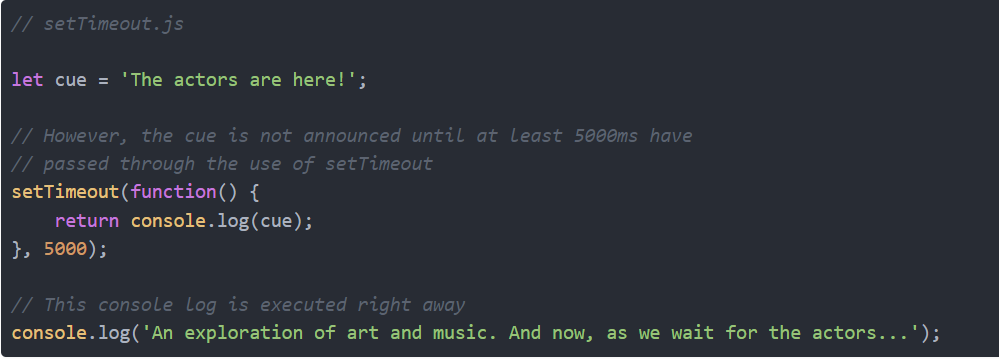 // setTimeout.js
let cue = 'The actors are here!';
// However, the cue is not announced until at least 5000ms have
// passed through the use of setTimeout
setTimeout(function() {
    return console.log(cue);
}, 5000);
// This console log is executed right away
console.log('An exploration of art and music. And now, as we wait for the actors...');